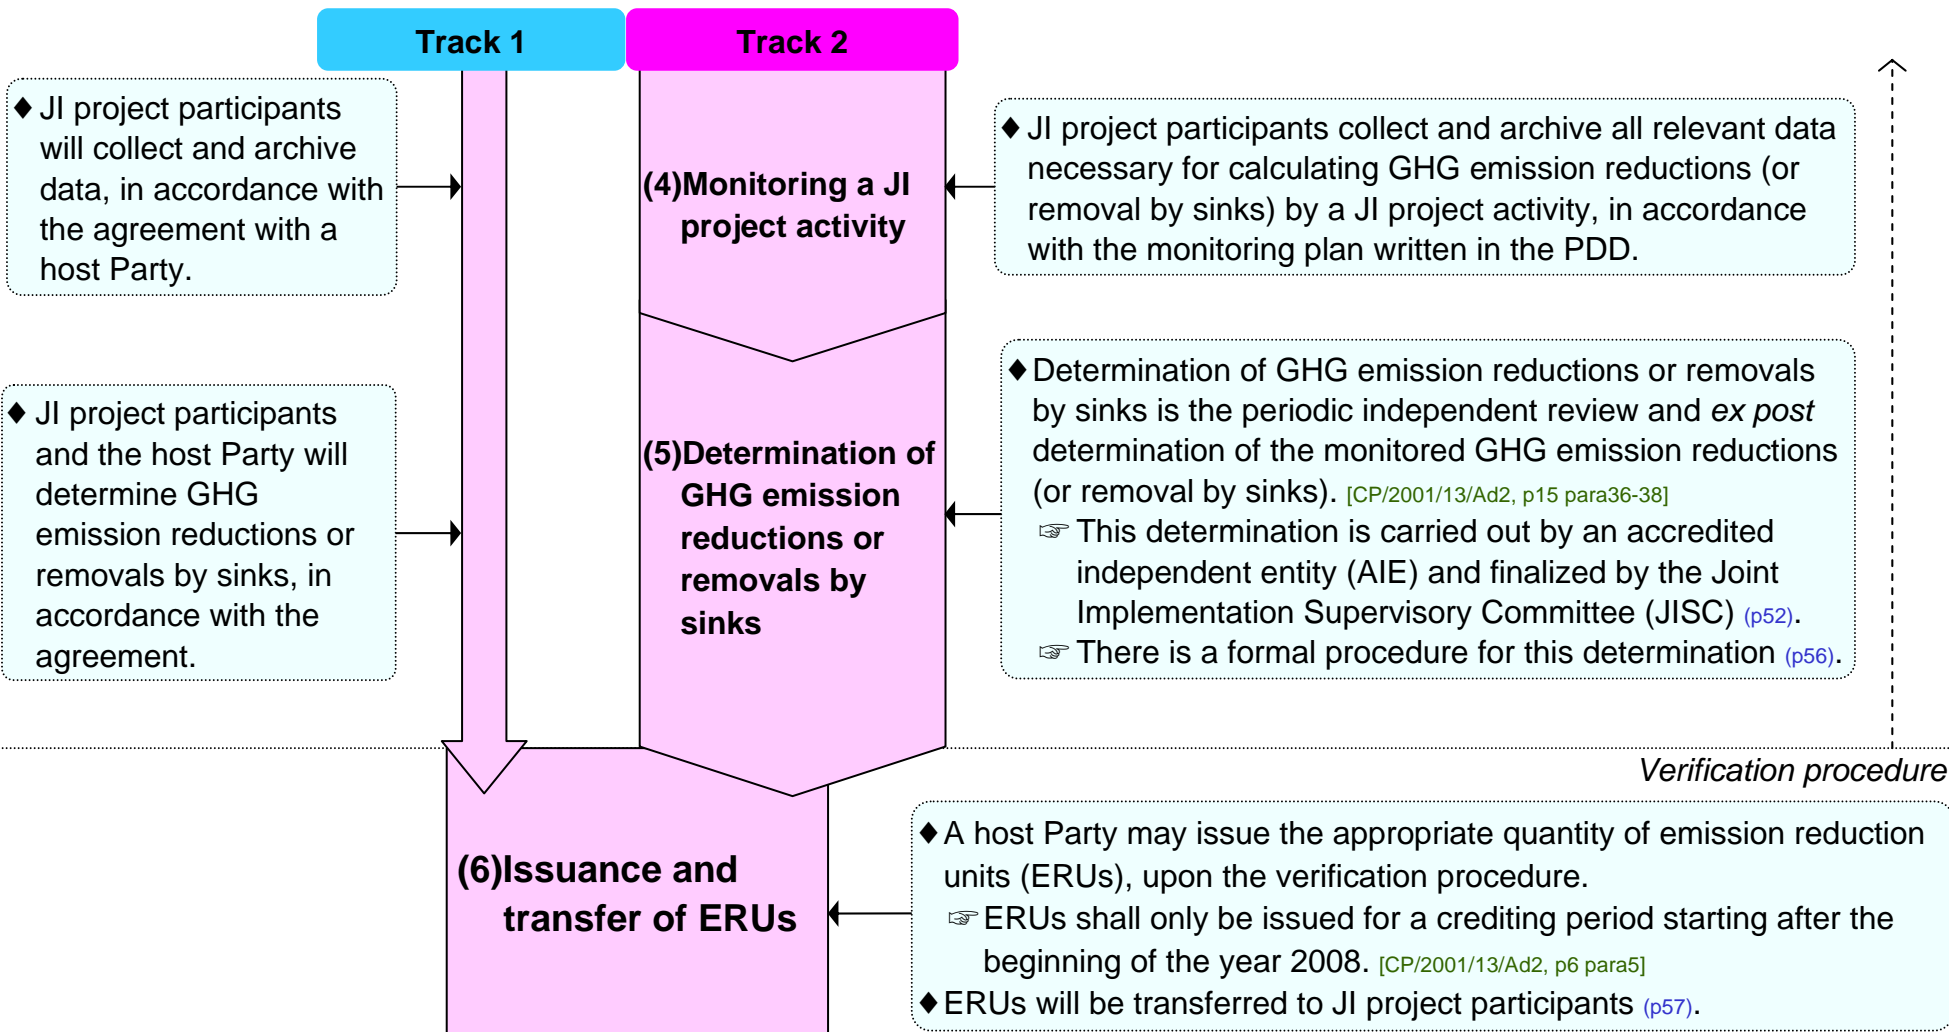 Track 1
Track 2
♦ JI project participants
will collect and archive
data, in accordance with
the agreement with a
host Party.
(4)Monitoring a JI
project activity
♦ JI project participants collect and archive all relevant data
necessary for calculating GHG emission reductions (or
removal by sinks) by a JI project activity, in accordance
with the monitoring plan written in the PDD.
♦ JI project participants
and the host Party will
determine GHG
emission reductions or
removals by sinks, in
accordance with the
agreement.
(5)Determination of
GHG emission
reductions or
removals by
sinks
♦ Determination of GHG emission reductions or removals
by sinks is the periodic independent review and ex post
determination of the monitored GHG emission reductions
(or removal by sinks). [CP/2001/13/Ad2, p15 para36-38]
☞ This determination is carried out by an accredited
independent entity (AIE) and finalized by the Joint
Implementation Supervisory Committee (JISC) (p52).
☞ There is a formal procedure for this determination (p56).
Verification procedure
(6)Issuance and
transfer of ERUs
♦ A host Party may issue the appropriate quantity of emission reduction
units (ERUs), upon the verification procedure.
☞ ERUs shall only be issued for a crediting period starting after the
beginning of the year 2008. [CP/2001/13/Ad2, p6 para5]
♦ ERUs will be transferred to JI project participants (p57).